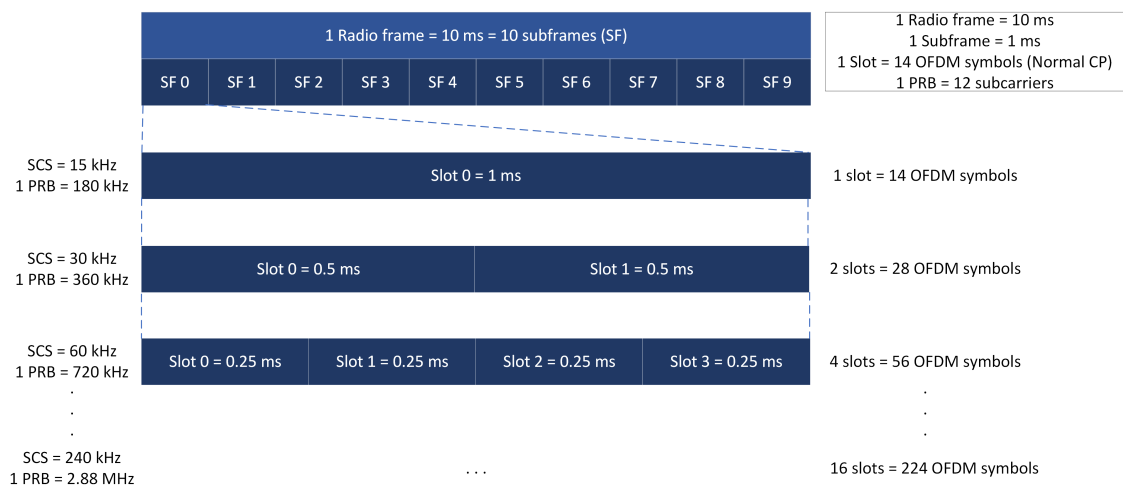 1 Radio frame = 10 ms = 10 subframes (SF)
SF 0 SF 1 SF 2 SF 3 SF 4 SF 5 SF 6 SF 7 SF 8 SF 9
1 Radio frame = 10 ms
1 Subframe = 1 ms
1 Slot = 14 OFDM symbols (Normal CP)
1 PRB = 12 subcarriers
SCS = 15 kHz
1 PRB = 180 kHz
Slot 0 = 1 ms
1 slot = 14 OFDM symbols
SCS = 30 kHz
1 PRB = 360 kHz
Slot 0 = 0.5 ms Slot 1 = 0.5 ms
2 slots = 28 OFDM symbols
SCS = 60 kHz
1 PRB = 720 kHz
Slot 0 = 0.25 ms Slot 1 = 0.25 ms Slot 2 = 0.25 ms Slot 3 = 0.25 ms
4 slots = 56 OFDM symbols
. .
. .
. .
SCS = 240 kHz
1 PRB = 2.88 MHz
. . .
16 slots = 224 OFDM symbols